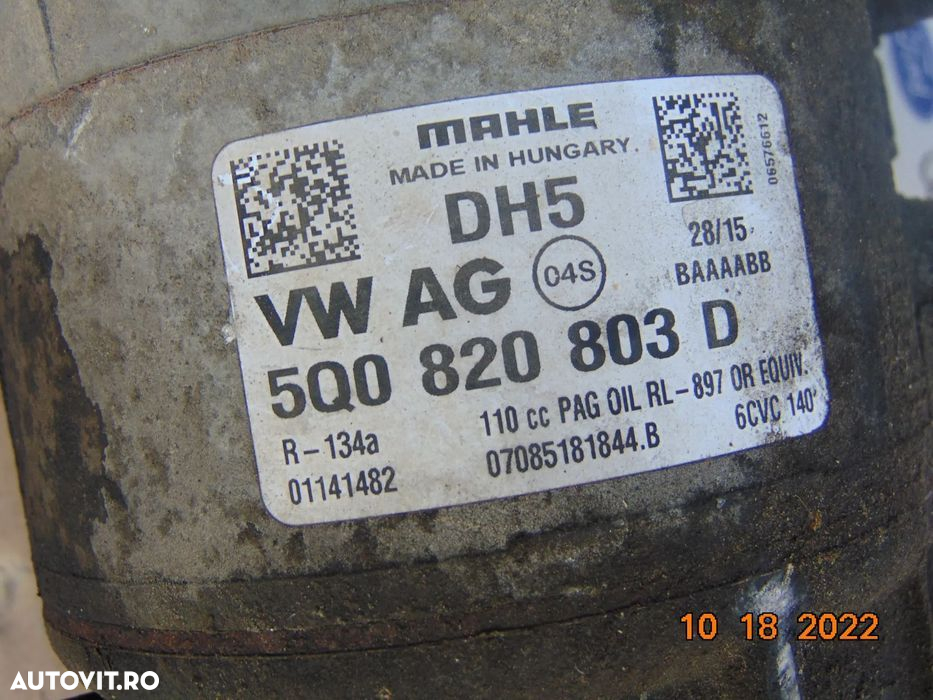 MAHLE
MADE IN HUNGARY.
DH5
06576612
28/15
BAAAABB
VW AG 04S
5Q0 820 803 D
R-134a
110 cc PAG OIL RL-897 OR EQUIV.
01141482
07085181844.B
6CVC 140'
10 18 2022
AUTOVIT.RO